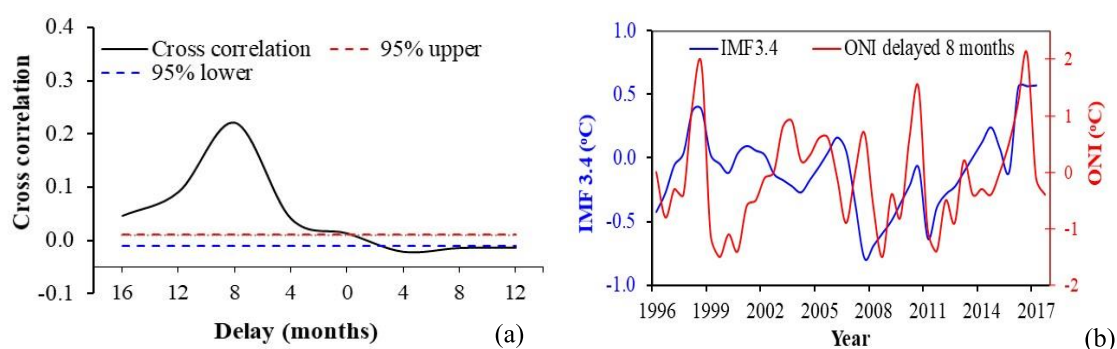 0.4
0.3
0.2
0.1
0.0
-0.1
Cross correlation
Cross correlation
95% upper
95% lower
16 12 8 4 0 4 8 12
Delay (months)
(a)
1.0
0.5
0.0
-0.5
-1.0
IMF 3.4 (°C)
IMF3.4
ONI delayed 8 months
2
1
0
-1
-2
ONI (°C)
1996 1999 2002 2005 2008 2011 2014 2017
Year
(b)